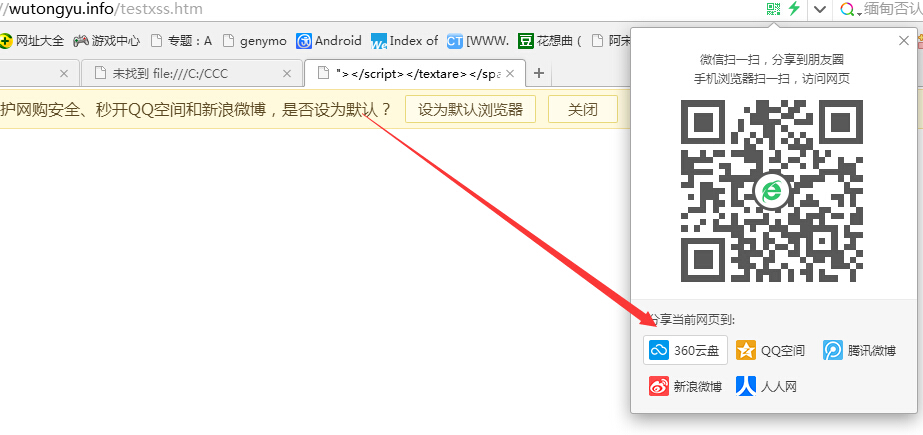 //wutongyu.info/testxss.htm
缅甸否认
网址大全 游戏中心 专题：A genymo Android Index of [WWW. 花想曲 ( 阿宋
未找到 file:///C:/CCC
"></script></textare></spa
护网购安全、秒开QQ空间和新浪微博，是否设为默认？ 设为默认浏览器 关闭
微信扫一扫，分享到朋友圈
手机浏览器扫一扫，访问网页
分享当前网页到:
360云盘 QQ空间 腾讯微博
新浪微博 人人网